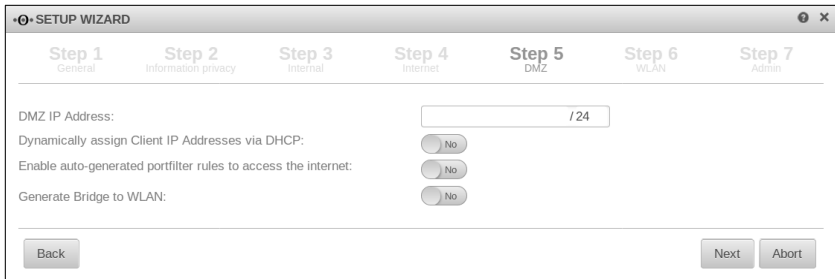 SETUP WIZARD
Step 1 Step 2 Step 3 Step 4 Step 5 Step 6 Step 7
General Information privacy Internal Internet DMZ WLAN Admin
DMZ IP Address: / 24
Dynamically assign Client IP Addresses via DHCP: No
Enable auto-generated portfilter rules to access the internet: No
Generate Bridge to WLAN: No
Back Next Abort